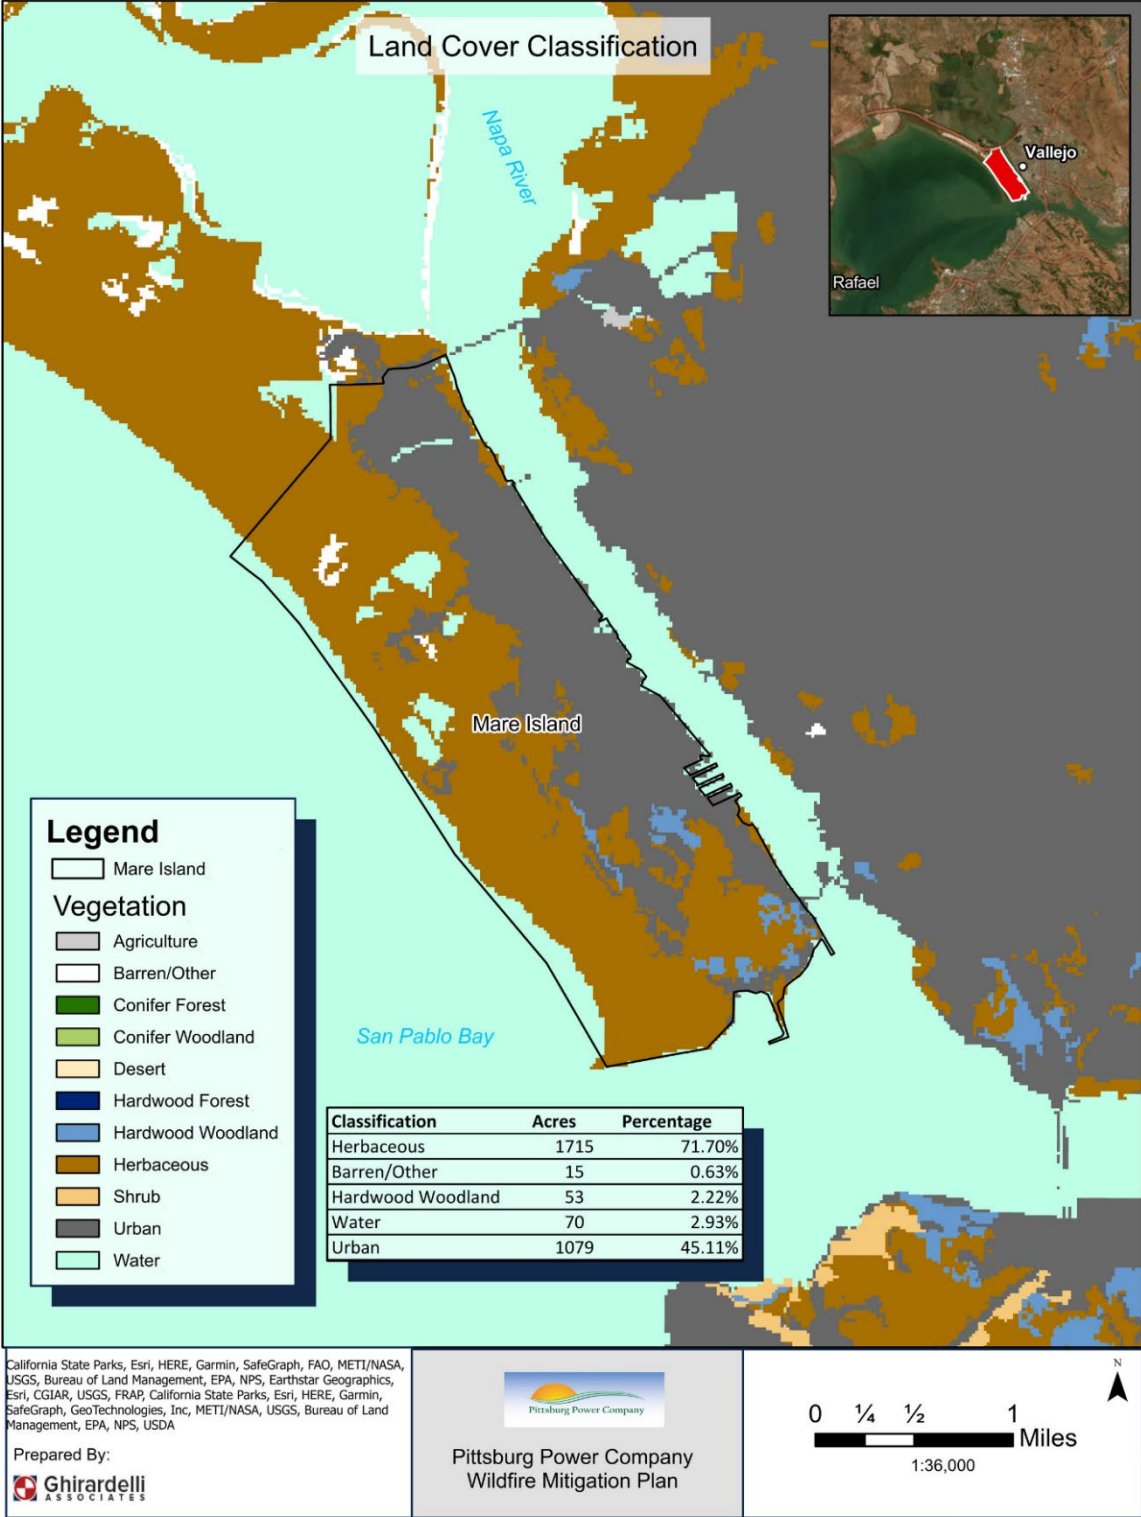 Land Cover Classification
Napa River
Vallejo
Rafael
Mare Island
San Pablo Bay
Legend
Mare Island
Vegetation
Agriculture
Barren/Other
Conifer Forest
Conifer Woodland
Desert
Hardwood Forest
Hardwood Woodland
Herbaceous
Shrub
Urban
Water
Classification Acres Percentage
Herbaceous 1715 71.70%
Barren/Other 15 0.63%
Hardwood Woodland 53 2.22%
Water 70 2.93%
Urban 1079 45.11%
California State Parks, Esri, HERE, Garmin, SafeGraph, FAO, METI/NASA,
USGS, Bureau of Land Management, EPA, NPS, Earthstar Geographics,
Esri, CGIAR, USGS, FRAP, California State Parks, Esri, HERE, Garmin,
SafeGraph, GeoTechnologies, Inc, METI/NASA, USGS, Bureau of Land
Management, EPA, NPS, USDA
Prepared By:
Ghirardelli
ASSOCIATES
Pittsburg Power Company
Pittsburg Power Company
Wildfire Mitigation Plan
N
0 ¼ ½ 1
Miles
1:36,000